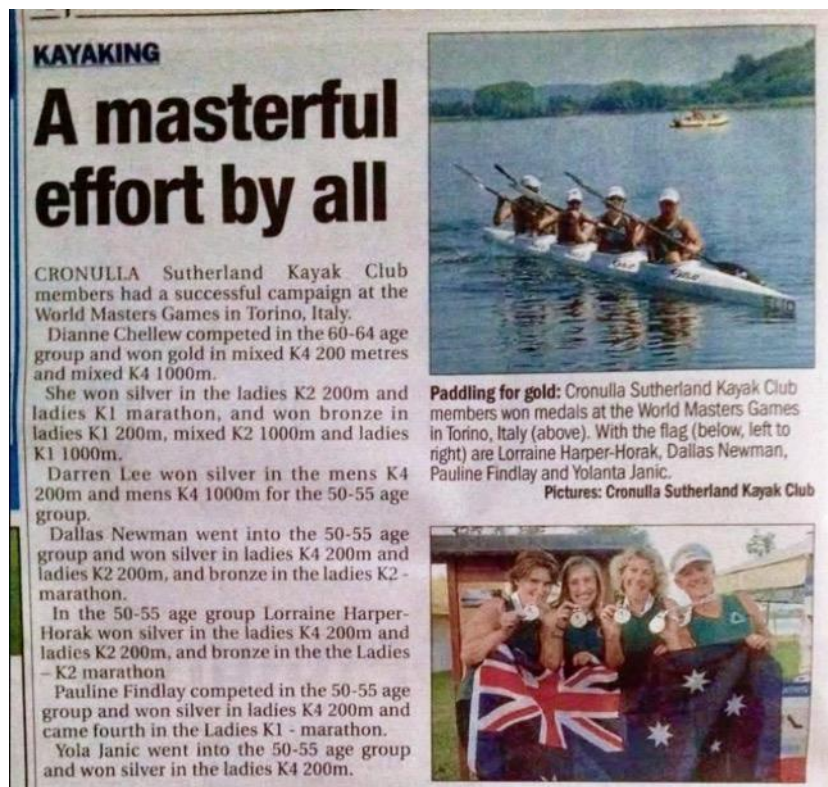 KAYAKING
A masterful
effort by all
CRONULLA Sutherland Kayak Club
members had a successful campaign at the
World Masters Games in Torino, Italy.
Dianne Chellew competed in the 60-64 age
group and won gold in mixed K4 200 metres
and mixed K4 1000m.
She won silver in the ladies K2 200m and
ladies K1 marathon, and won bronze in
ladies K1 200m, mixed K2 1000m and ladies
K1 1000m.
Darren Lee won silver in the mens K4
200m and mens K4 1000m for the 50-55 age
group.
Dallas Newman went into the 50-55 age
group and won silver in ladies K4 200m and
ladies K2 200m, and bronze in the ladies K2 -
marathon.
In the 50-55 age group Lorraine Harper-
Horak won silver in the ladies K4 200m and
ladies K2 200m, and bronze in the the Ladies
– K2 marathon
Pauline Findlay competed in the 50-55 age
group and won silver in ladies K4 200m and
came fourth in the Ladies K1 - marathon.
Yola Janic went into the 50-55 age group
and won silver in the ladies K4 200m.
Paddling for gold: Cronulla Sutherland Kayak Club
members won medals at the World Masters Games
in Torino, Italy (above). With the flag (below, left to
right) are Lorraine Harper-Horak, Dallas Newman,
Pauline Findlay and Yolanta Janic.
Pictures: Cronulla Sutherland Kayak Club